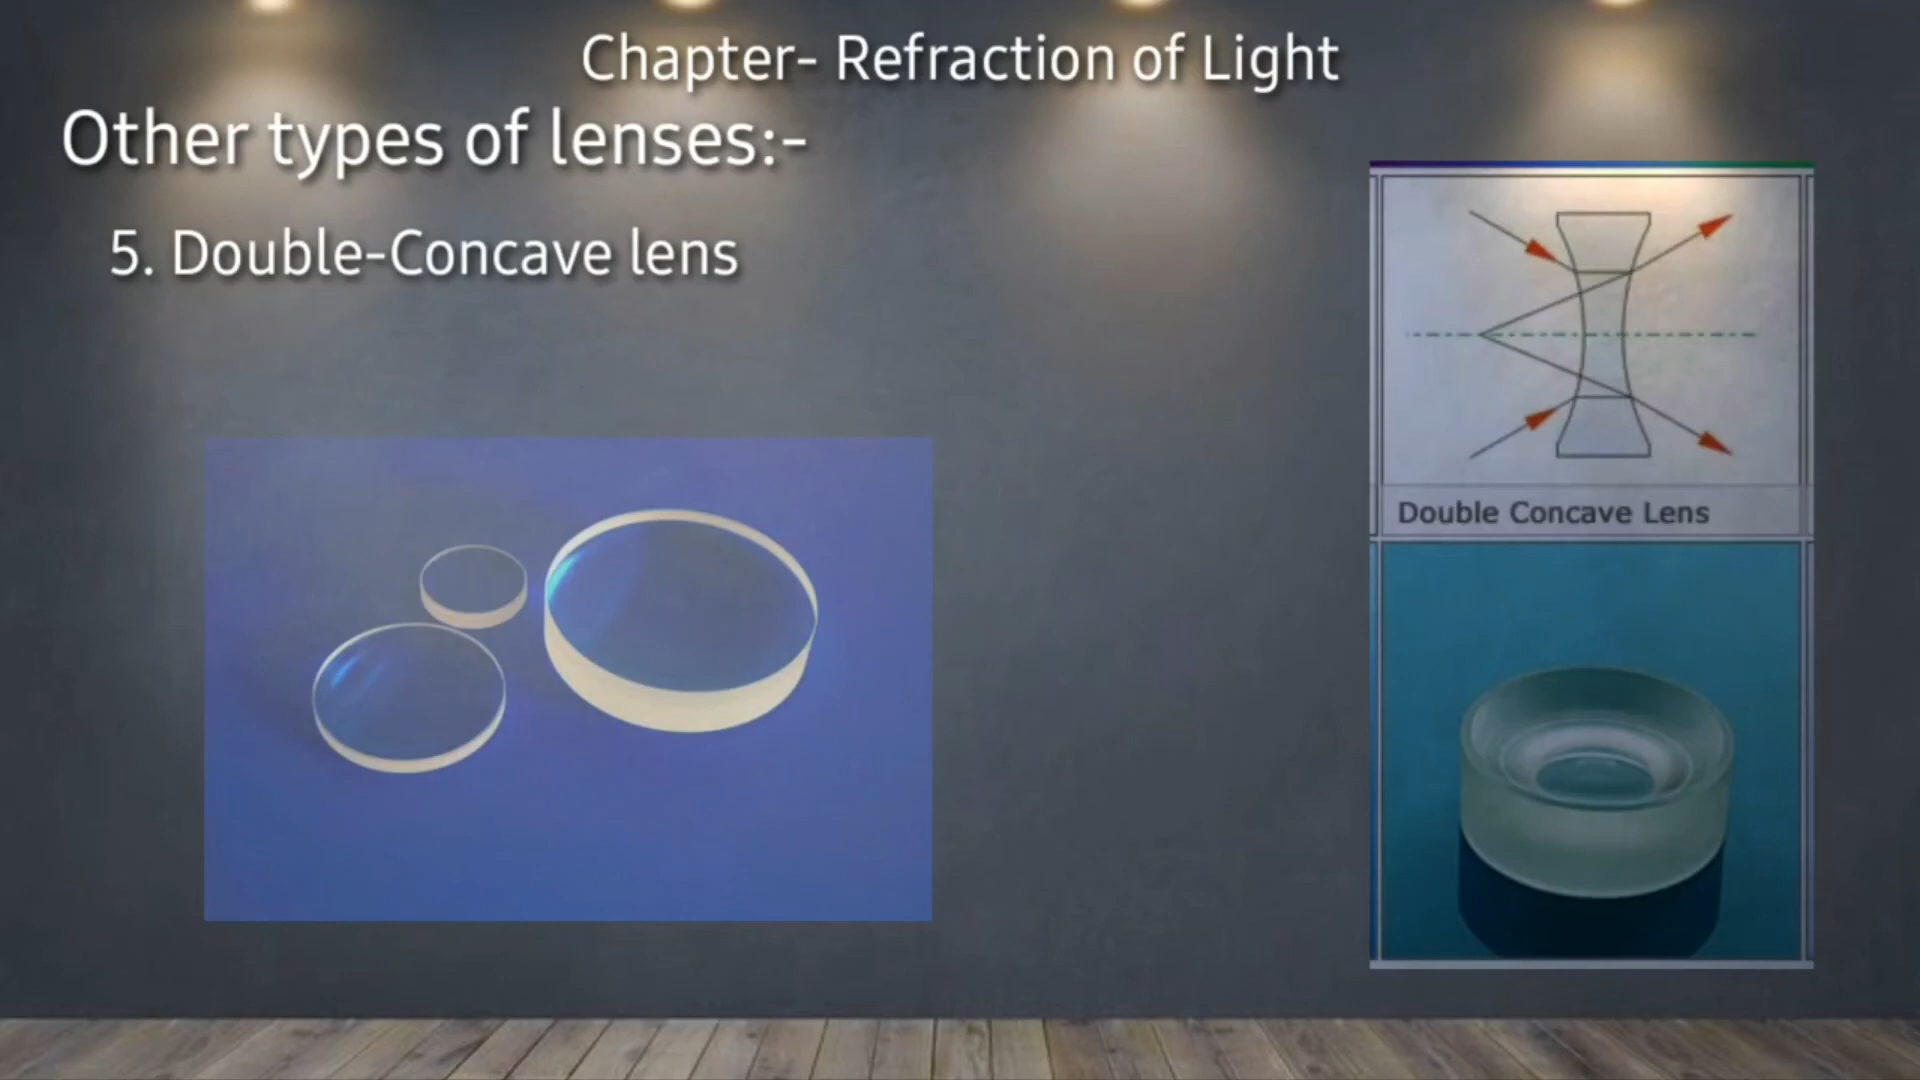 Chapter- Refraction of Light
Other types of lenses:-
5. Double-Concave lens
Double Concave Lens